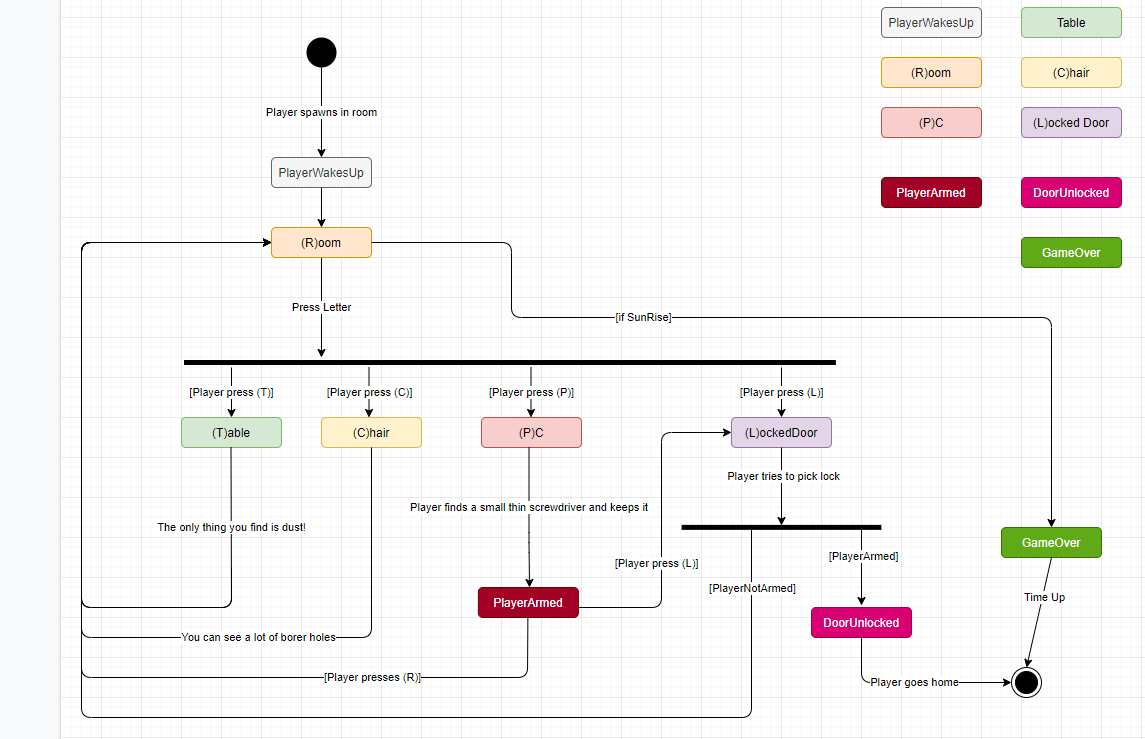 PlayerWakesUp
Table
(R)oom
(C)hair
(P)C
(L)ocked Door
PlayerArmed
DoorUnlocked
GameOver
Player spawns in room
PlayerWakesUp
(R)oom
Press Letter
[if SunRise]
[Player press (T)]
[Player press (C)]
[Player press (P)]
[Player press (L)]
(T)able
(C)hair
(P)C
(L)ockedDoor
Player tries to pick lock
Player finds a small thin screwdriver and keeps it
The only thing you find is dust!
GameOver
[PlayerArmed]
[Player press (L)]
[PlayerNotArmed]
Time Up
PlayerArmed
DoorUnlocked
You can see a lot of borer holes
[Player presses (R)]
Player goes home